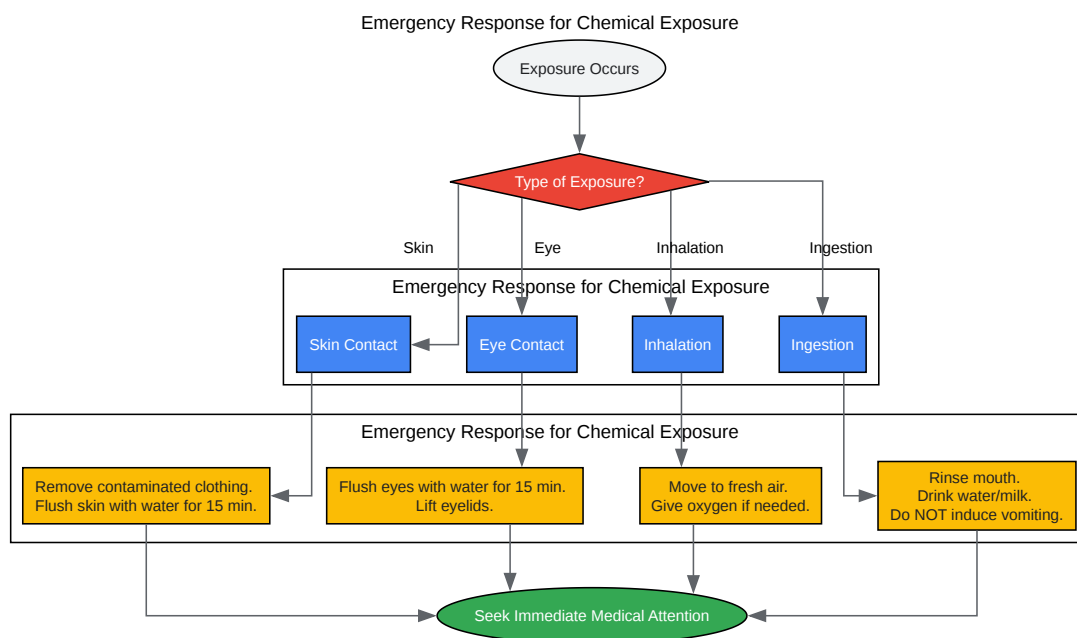 Emergency Response for Chemical Exposure
Exposure Occurs
Type of Exposure?
Skin
Eye
Inhalation
Ingestion
Emergency Response for Chemical Exposure
Skin Contact
Eye Contact
Inhalation
Ingestion
Emergency Response for Chemical Exposure
Remove contaminated clothing.
Flush skin with water for 15 min.
Flush eyes with water for 15 min.
Lift eyelids.
Move to fresh air.
Give oxygen if needed.
Rinse mouth.
Drink water/milk.
Do NOT induce vomiting.
Seek Immediate Medical Attention